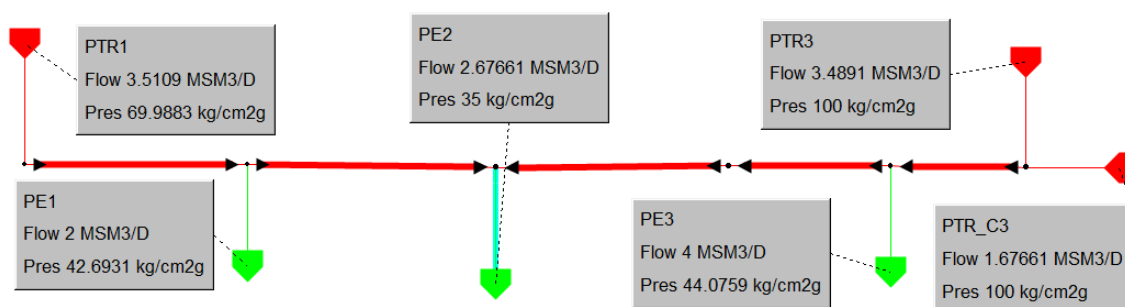 PTR1
Flow 3.5109 MSM3/D
Pres 69.9883 kg/cm2g
PE2
Flow 2.67661 MSM3/D
Pres 35 kg/cm2g
PTR3
Flow 3.4891 MSM3/D
Pres 100 kg/cm2g
PE1
Flow 2 MSM3/D
Pres 42.6931 kg/cm2g
PE3
Flow 4 MSM3/D
Pres 44.0759 kg/cm2g
PTR_C3
Flow 1.67661 MSM3/D
Pres 100 kg/cm2g